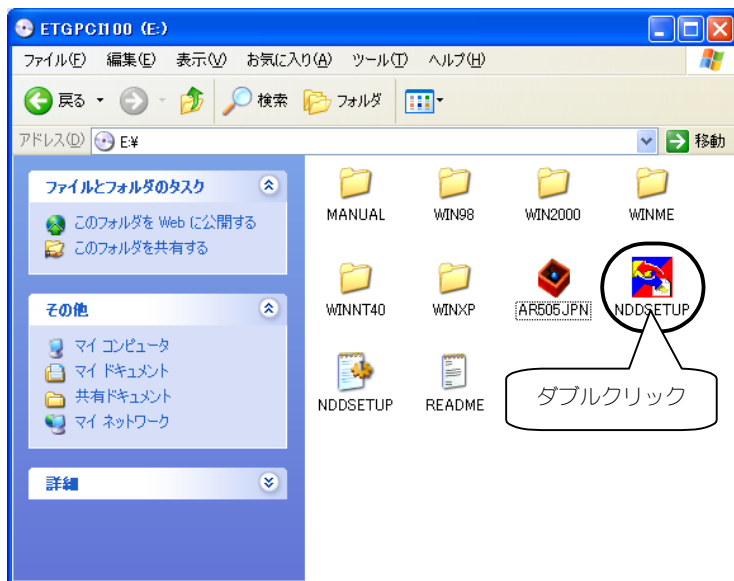 ETGPCI100 (E:)
ファイル(F) 編集(E) 表示(V) お気に入り(A) ツール(T) ヘルプ(H)
戻る 検索 フォルダ
アドレス(D) E:¥ 移動
ファイルとフォルダのタスク
このフォルダを Web に公開する
このフォルダを共有する
その他
マイ コンピュータ
マイ ドキュメント
共有ドキュメント
マイ ネットワーク
詳細
MANUAL WIN98 WIN2000 WINME
WINNT40 WINXP AR505JPN NDDSETUP
NDDSETUP README
ダブルクリック